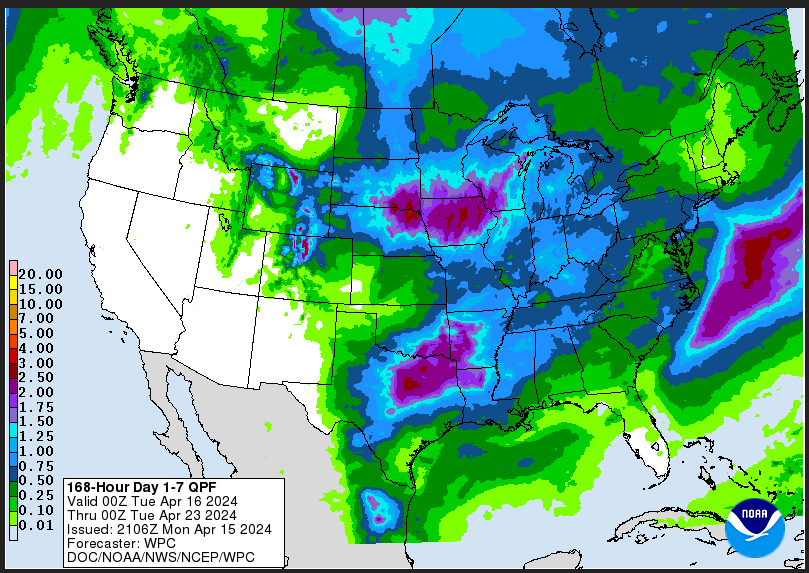 20.00
15.00
10.00
7.00
5.00
4.00
3.00
2.50
2.00
1.75
1.50
1.25
1.00
0.75
0.50
0.25
0.10
0.01
168-Hour Day 1-7 QPF
Valid 00Z Tue Apr 16 2024
Thru 00Z Tue Apr 23 2024
Issued: 2106Z Mon Apr 15 2024
Forecaster: WPC
DOC/NOAA/NWS/NCEP/WPC
NOAA